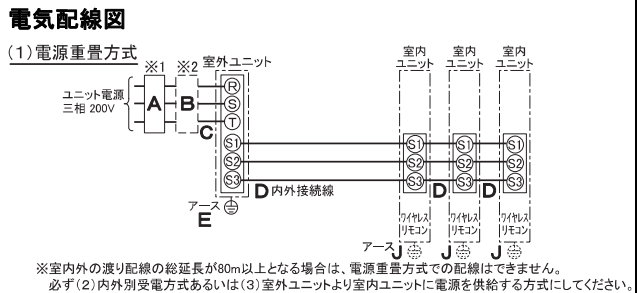 電気配線図
(1)電源重畳方式
※1 ※2 室外ユニット
ユニット電源
三相 200V
A B
R
S
T
C
S1
S2
S3
D 内外接続線
アース
E
室内
ユニット
室内
ユニット
室内
ユニット
S1 S1 S1
S2 S2 S2
S3 S3 S3
D D
ワイヤレス
リモコン
ワイヤレス
リモコン
ワイヤレス
リモコン
アース J J J
※室内外の渡り配線の総延長が80m以上となる場合は、電源重畳方式での配線はできません。
必ず(2)内外別受電方式あるいは(3)室外ユニットより室内ユニットに電源を供給する方式にしてください。